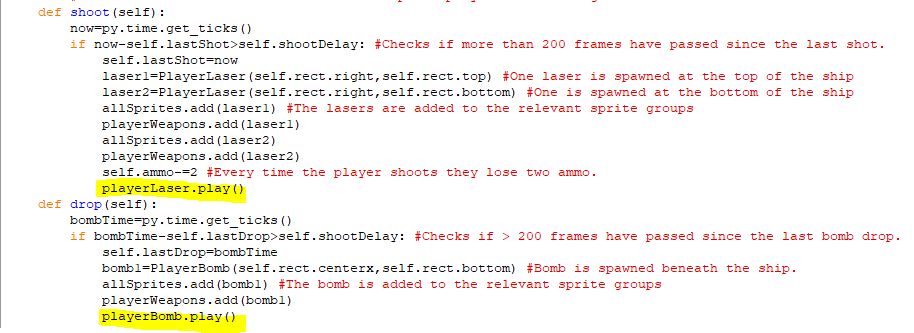 def shoot(self):
now=py.time.get_ticks()
if now-self.lastShot>self.shootDelay: #Checks if more than 200 frames have passed since the last shot.
self.lastShot=now
laser1=PlayerLaser(self.rect.right,self.rect.top) #One laser is spawned at the top of the ship
laser2=PlayerLaser(self.rect.right,self.rect.bottom) #One is spawned at the bottom of the ship
allSprites.add(laser1) #The lasers are added to the relevant sprite groups
playerWeapons.add(laser1)
allSprites.add(laser2)
playerWeapons.add(laser2)
self.ammo-=2 #Every time the player shoots they lose two ammo.
playerLaser.play()
def drop(self):
bombTime=py.time.get_ticks()
if bombTime-self.lastDrop>self.shootDelay: #Checks if > 200 frames have passed since the last bomb drop.
self.lastDrop=bombTime
bomb1=PlayerBomb(self.rect.centerx,self.rect.bottom) #Bomb is spawned beneath the ship.
allSprites.add(bomb1) #The bomb is added to the relevant sprite groups
playerWeapons.add(bomb1)
playerBomb.play()